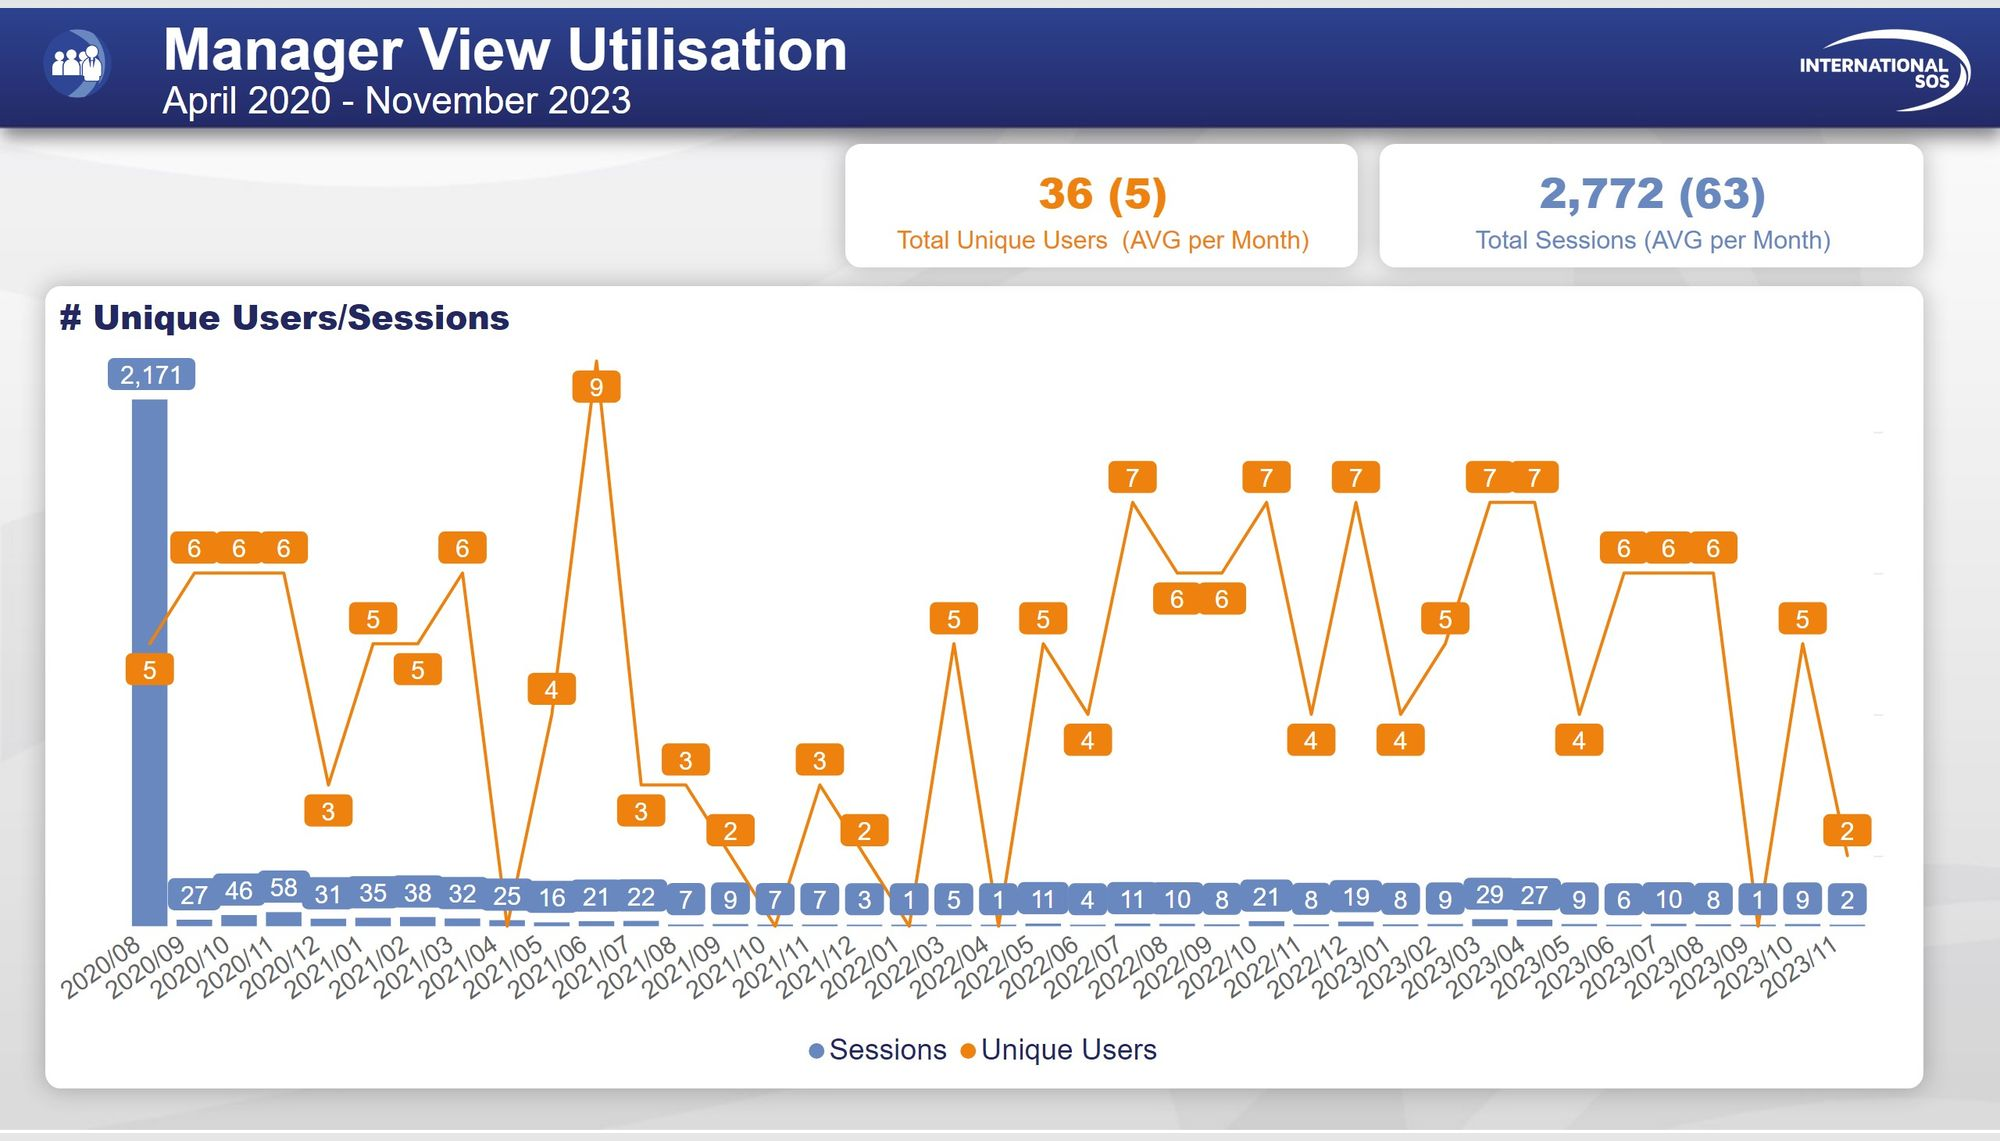 Manager View Utilisation
April 2020 - November 2023
INTERNATIONAL
SOS
36 (5)
Total Unique Users (AVG per Month)
2,772 (63)
Total Sessions (AVG per Month)
# Unique Users/Sessions
2,171
9
7 7 7 7 7
6 6 6 6 6 6 6
6 6
5 5 5 5 5
5 5
4
4 4 4 4
3 3
3 3
2 2 2
27 46 58 31 35 38 32 25 16 21 22 7 9 7 7 3 1 5 1 11 4 11 10 8 21 8 19 8 9 29 27 9 6 10 8 1 9 2
2020/08 2020/09 2020/10 2020/11 2020/12 2021/01 2021/02 2021/03 2021/04 2021/05 2021/06 2021/07 2021/08 2021/09 2021/10 2021/11 2021/12 2022/01 2022/03 2022/04 2022/05 2022/06 2022/07 2022/08 2022/09 2022/10 2022/11 2022/12 2023/01 2023/02 2023/03 2023/04 2023/05 2023/06 2023/07 2023/08 2023/09 2023/10 2023/11
Sessions Unique Users